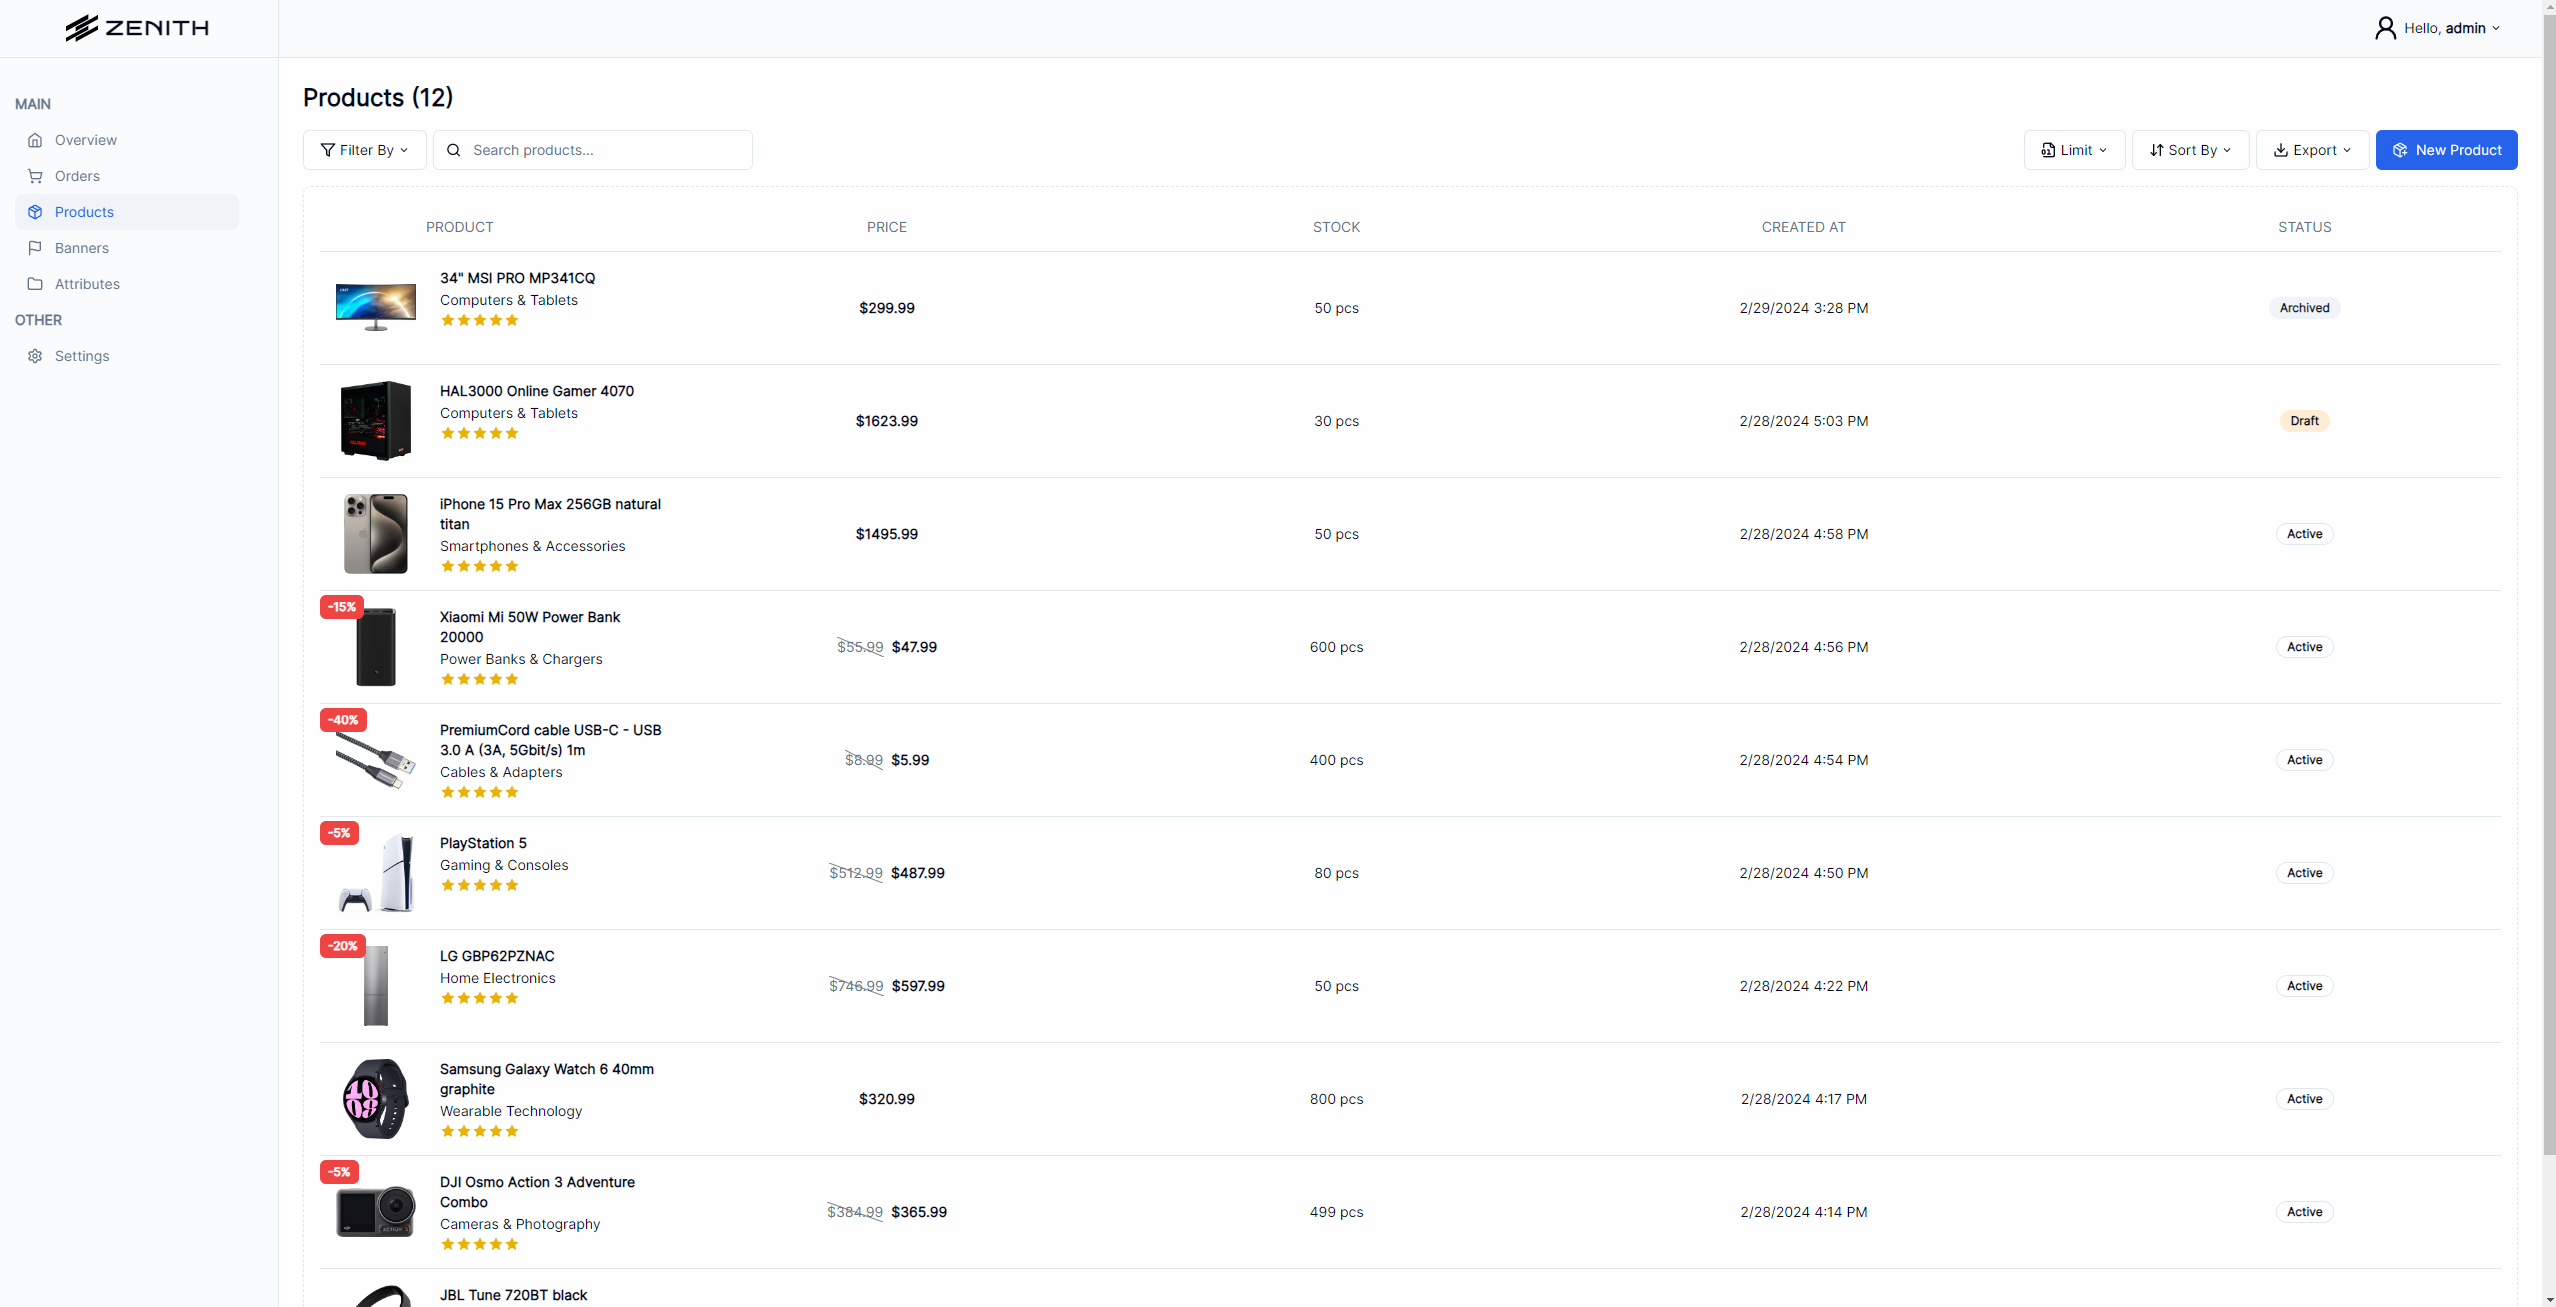 ZENITH
Hello, admin
MAIN
Overview
Orders
Products
Banners
Attributes
OTHER
Settings
Products (12)
Filter By
Search products...
Limit
Sort By
Export
New Product
PRODUCT PRICE STOCK CREATED AT STATUS
34" MSI PRO MP341CQ
Computers & Tablets
$299.99 50 pcs 2/29/2024 3:28 PM Archived
HAL3000 Online Gamer 4070
Computers & Tablets
$1623.99 30 pcs 2/28/2024 5:03 PM Draft
iPhone 15 Pro Max 256GB natural
titan
Smartphones & Accessories
$1495.99 50 pcs 2/28/2024 4:58 PM Active
-15%
Xiaomi Mi 50W Power Bank
20000
Power Banks & Chargers
$55.99 $47.99 600 pcs 2/28/2024 4:56 PM Active
-40%
PremiumCord cable USB-C - USB
3.0 A (3A, 5Gbit/s) 1m
Cables & Adapters
$8.99 $5.99 400 pcs 2/28/2024 4:54 PM Active
-5%
PlayStation 5
Gaming & Consoles
$512.99 $487.99 80 pcs 2/28/2024 4:50 PM Active
-20%
LG GBP62PZNAC
Home Electronics
$746.99 $597.99 50 pcs 2/28/2024 4:22 PM Active
Samsung Galaxy Watch 6 40mm
graphite
Wearable Technology
$320.99 800 pcs 2/28/2024 4:17 PM Active
-5%
DJI Osmo Action 3 Adventure
Combo
Cameras & Photography
$384.99 $365.99 499 pcs 2/28/2024 4:14 PM Active
JBL Tune 720BT black